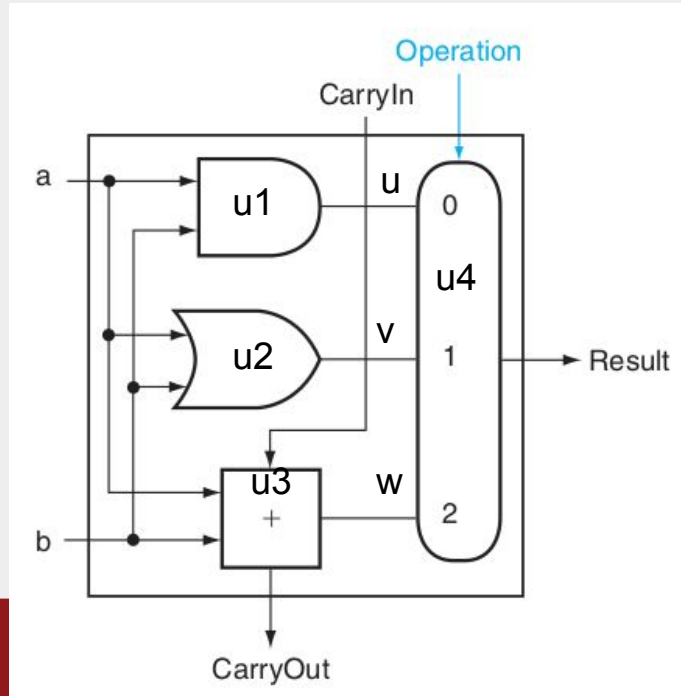 Operation
CarryIn
a
u1
u
0
u4
u2
v
1
Result
u3
w
+
2
b
CarryOut